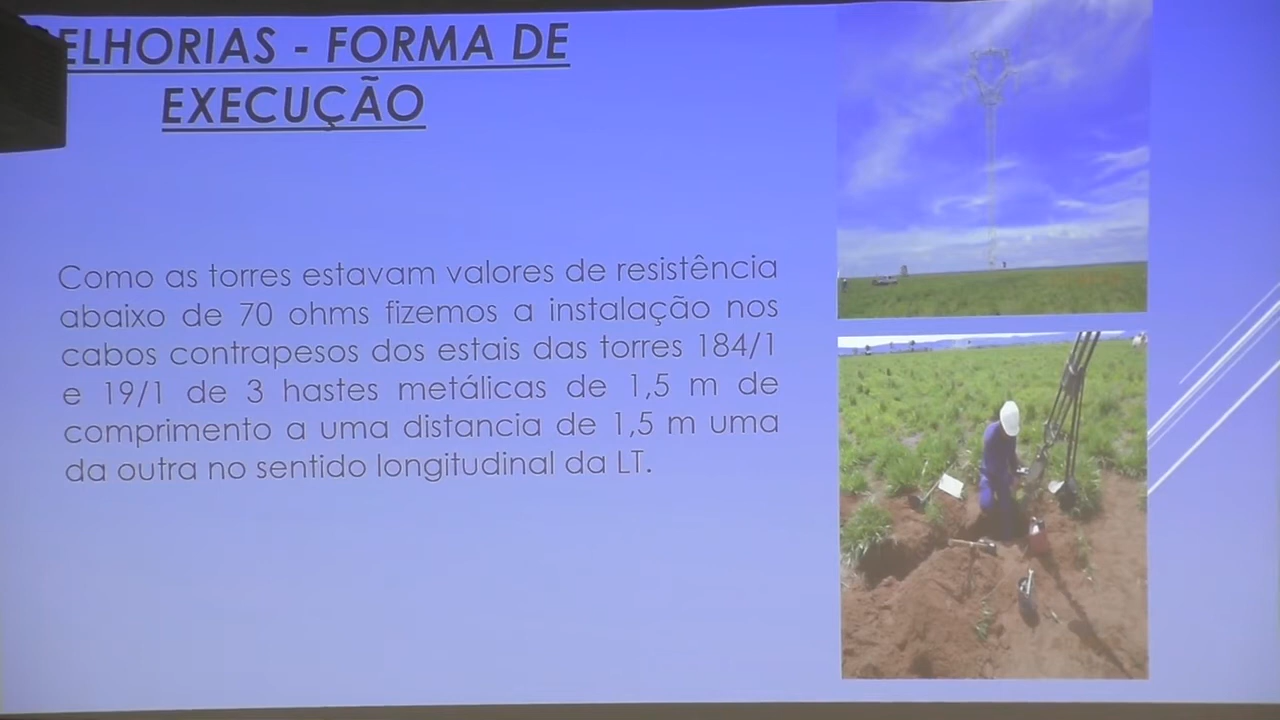 ELHORIAS - FORMA DE
EXECUÇÃO
Como as torres estavam valores de resistência
abaixo de 70 ohms fizemos a instalação nos
cabos contrapesos dos estais das torres 184/1
e 19/1 de 3 hastes metálicas de 1,5 m de
comprimento a uma distancia de 1,5 m uma
da outra no sentido longitudinal da LT.